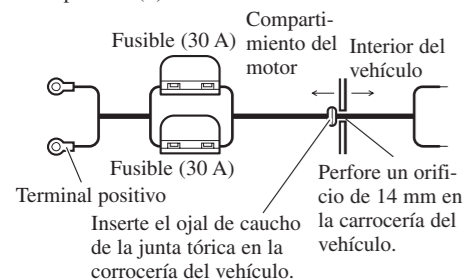 Comparti-
miento del
motor
Fusible (30 A)
Interior del
vehículo
Fusible (30 A)
Terminal positivo
Inserte el ojal de caucho
de la junta tórica en la
corrocería del vehículo.
Perfore un orifi-
cio de 14 mm en
la carrocería del
vehículo.